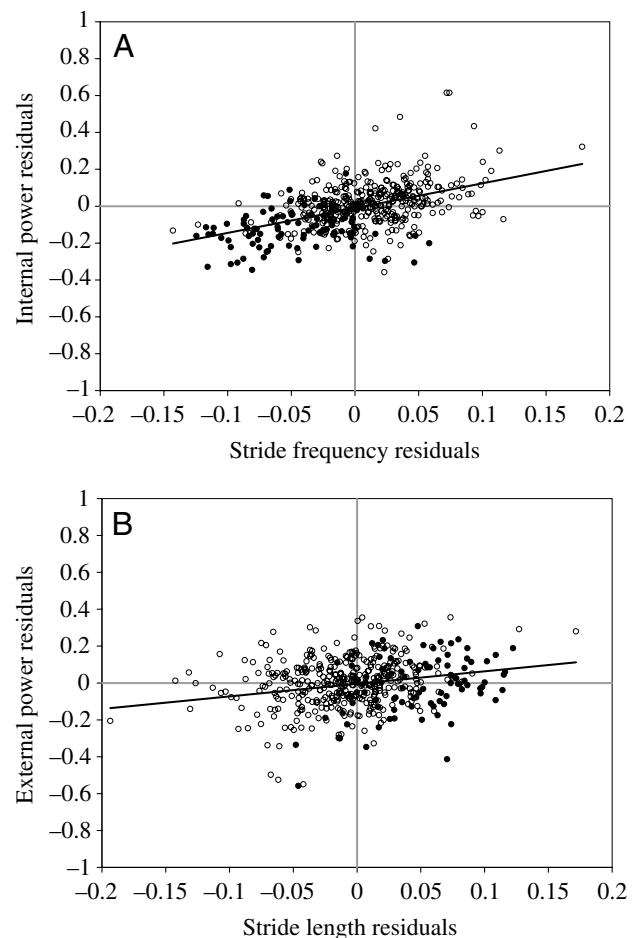 A
1
0.8
0.6
0.4
0.2
0
–0.2
–0.4
–0.6
–0.8
–1
Internal power residuals
–0.2 –0.15 –0.1 –0.05 0 0.05 0.1 0.15 0.2
Stride frequency residuals
B
1
0.8
0.6
0.4
0.2
0
–0.2
–0.4
–0.6
–0.8
–1
External power residuals
–0.2 –0.15 –0.1 –0.05 0 0.05 0.1 0.15 0.2
Stride length residuals